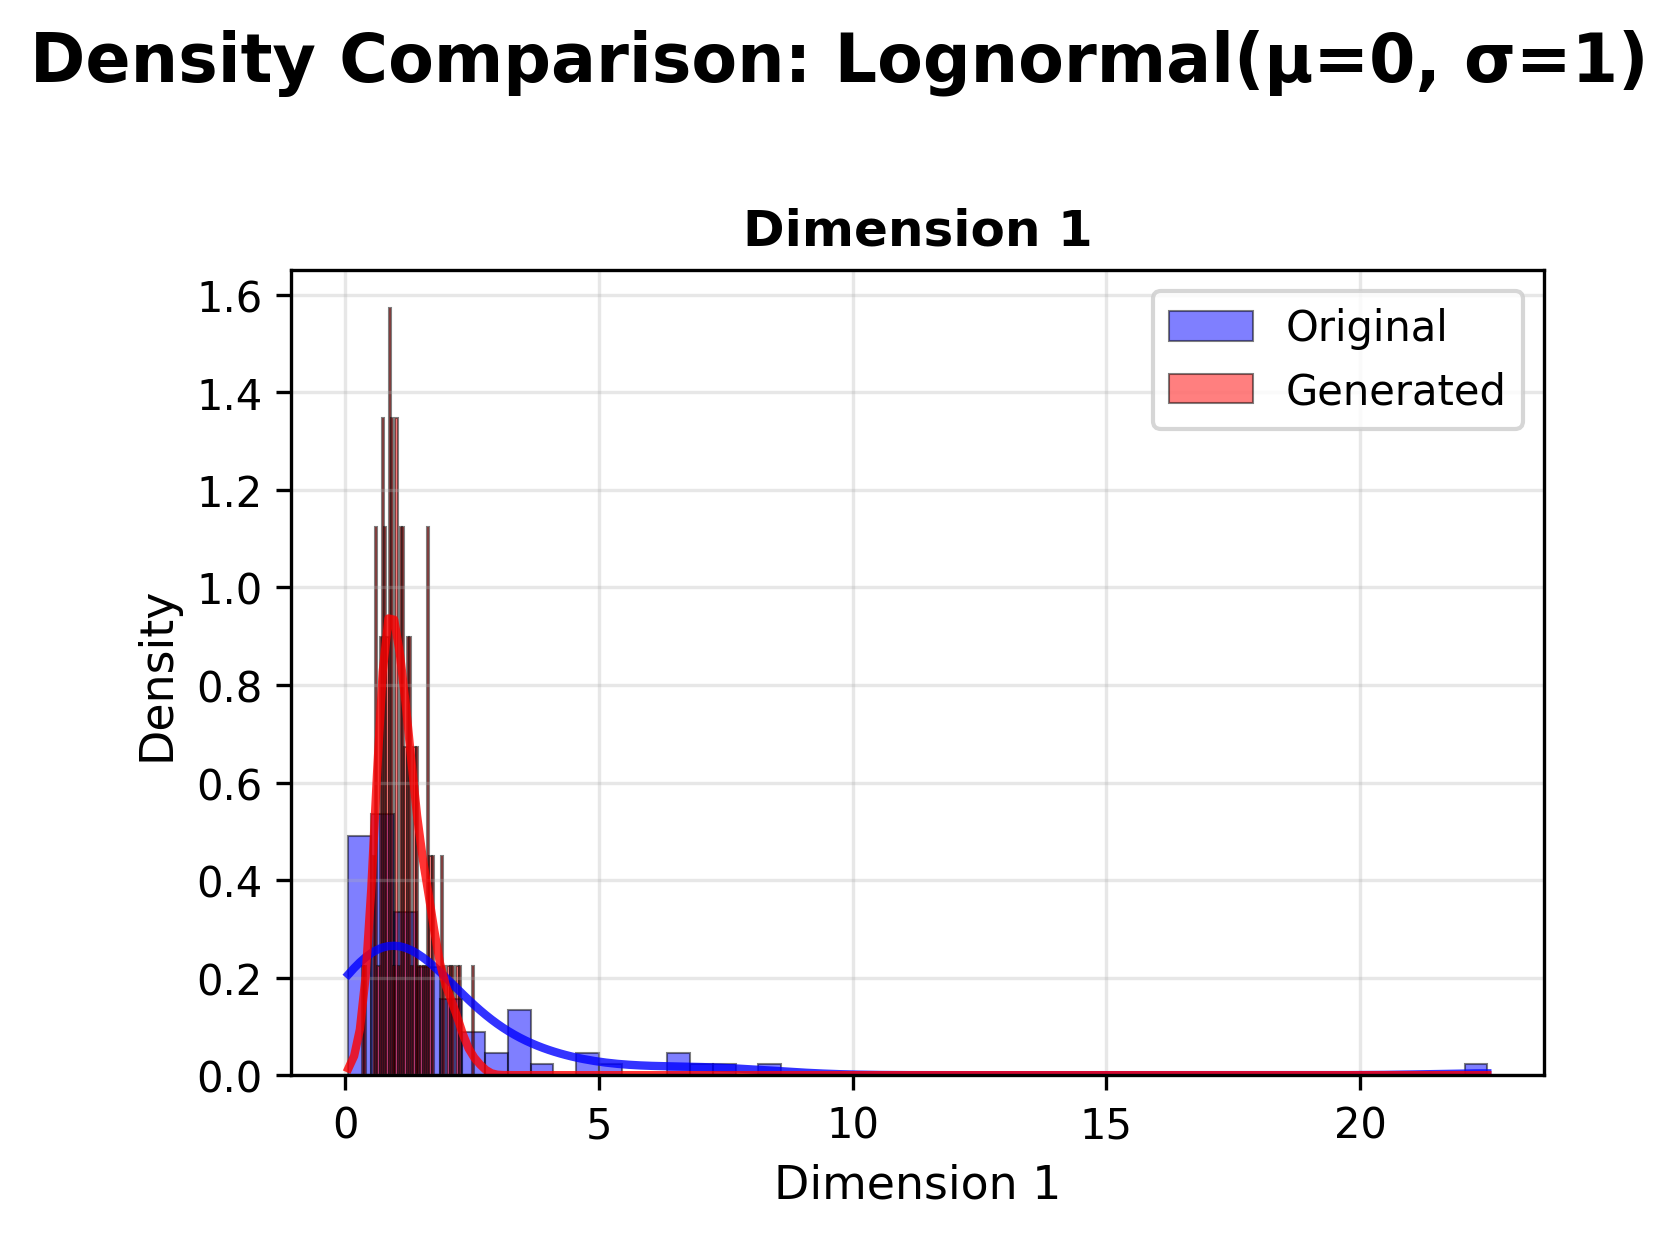 Density Comparison: Lognormal(μ=0, σ=1)
Dimension 1
Original
Generated
Density
1.6
1.4
1.2
1.0
0.8
0.6
0.4
0.2
0.0
0 5 10 15 20
Dimension 1